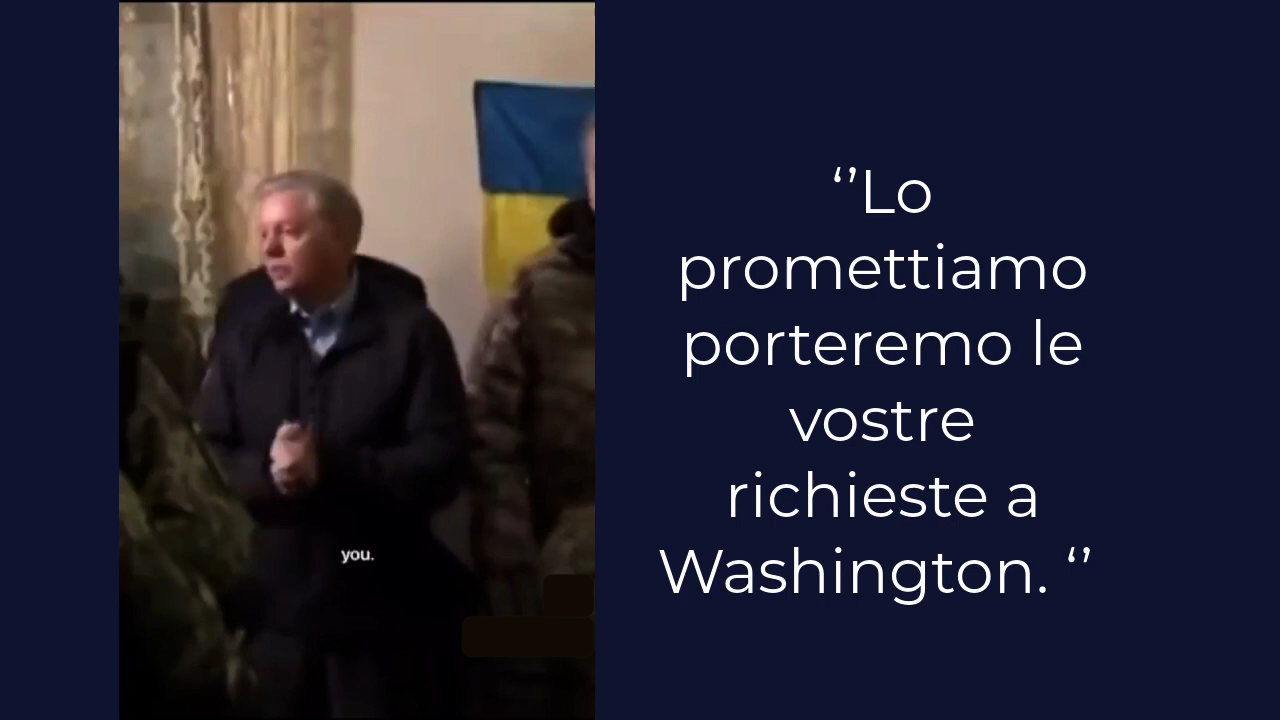 ‘’Lo
promettiamo
porteremo le
vostre
richieste a
Washington. ‘’
you.